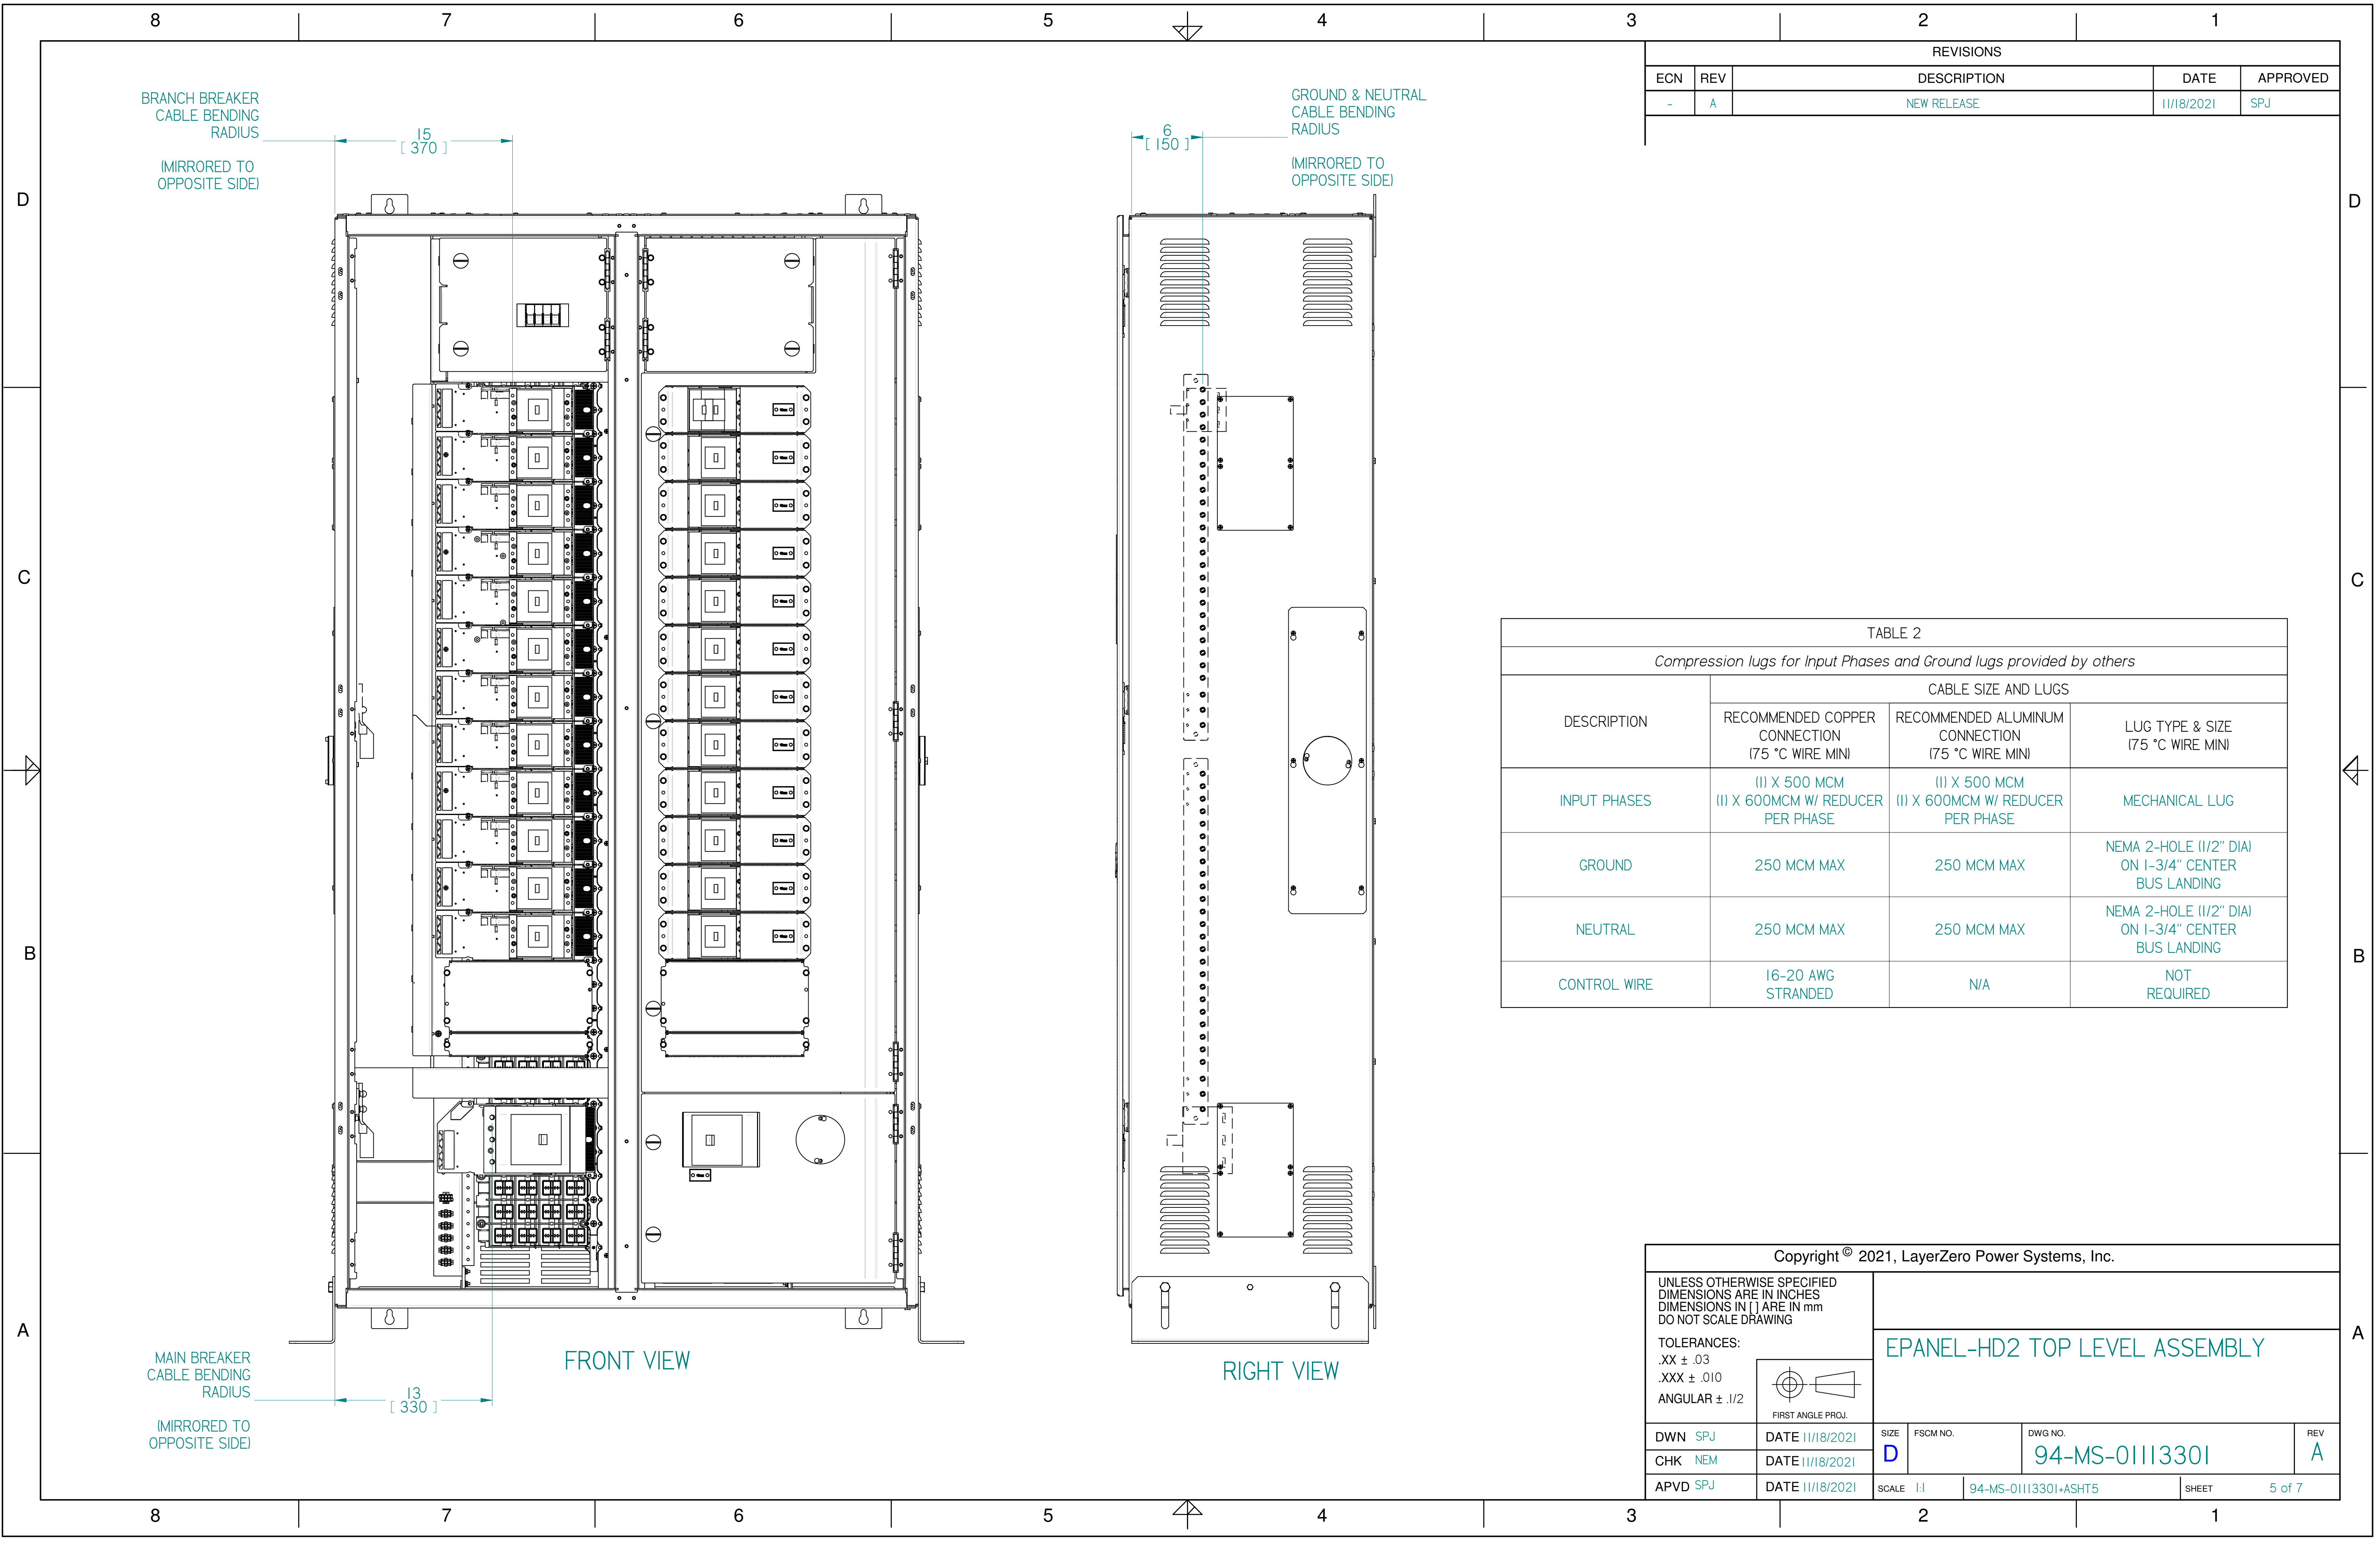 8 7 6 5 4 3 2 1
REVISIONS
ECN REV DESCRIPTION DATE APPROVED
- A NEW RELEASE 11/18/2021 SPJ
BRANCH BREAKER
CABLE BENDING
RADIUS
(MIRRORED TO
OPPOSITE SIDE)
15
[ 370 ]
GROUND & NEUTRAL
CABLE BENDING
RADIUS
(MIRRORED TO
OPPOSITE SIDE)
6
[ 150 ]
D D
C C
B B
A A
TABLE 2
Compression lugs for Input Phases and Ground lugs provided by others
DESCRIPTION
CABLE SIZE AND LUGS
RECOMMENDED COPPER
CONNECTION
(75 °C WIRE MIN)
RECOMMENDED ALUMINUM
CONNECTION
(75 °C WIRE MIN)
LUG TYPE & SIZE
(75 °C WIRE MIN)
INPUT PHASES
(1) X 500 MCM
(1) X 600MCM W/ REDUCER
PER PHASE
(1) X 500 MCM
(1) X 600MCM W/ REDUCER
PER PHASE
MECHANICAL LUG
GROUND
250 MCM MAX
250 MCM MAX
NEMA 2-HOLE (1/2" DIA)
ON 1-3/4" CENTER
BUS LANDING
NEUTRAL
250 MCM MAX
250 MCM MAX
NEMA 2-HOLE (1/2" DIA)
ON 1-3/4" CENTER
BUS LANDING
CONTROL WIRE
16-20 AWG
STRANDED
N/A
NOT
REQUIRED
MAIN BREAKER
CABLE BENDING
RADIUS
(MIRRORED TO
OPPOSITE SIDE)
13
[ 330 ]
FRONT VIEW
RIGHT VIEW
Copyright © 2021, LayerZero Power Systems, Inc.
UNLESS OTHERWISE SPECIFIED
DIMENSIONS ARE IN INCHES
DIMENSIONS IN [ ] ARE IN mm
DO NOT SCALE DRAWING
TOLERANCES:
.XX ± .03
.XXX ± .010
ANGULAR ± .1/2
FIRST ANGLE PROJ.
EPANEL-HD2 TOP LEVEL ASSEMBLY
DWN SPJ DATE 11/18/2021
CHK NEM DATE 11/18/2021
APVD SPJ DATE 11/18/2021
SIZE
D
FSCM NO.
DWG NO.
94-MS-01113301
REV
A
SCALE 1:1
94-MS-01113301+ASHT5
SHEET 5 of 7
8 7 6 5 4 3 2 1